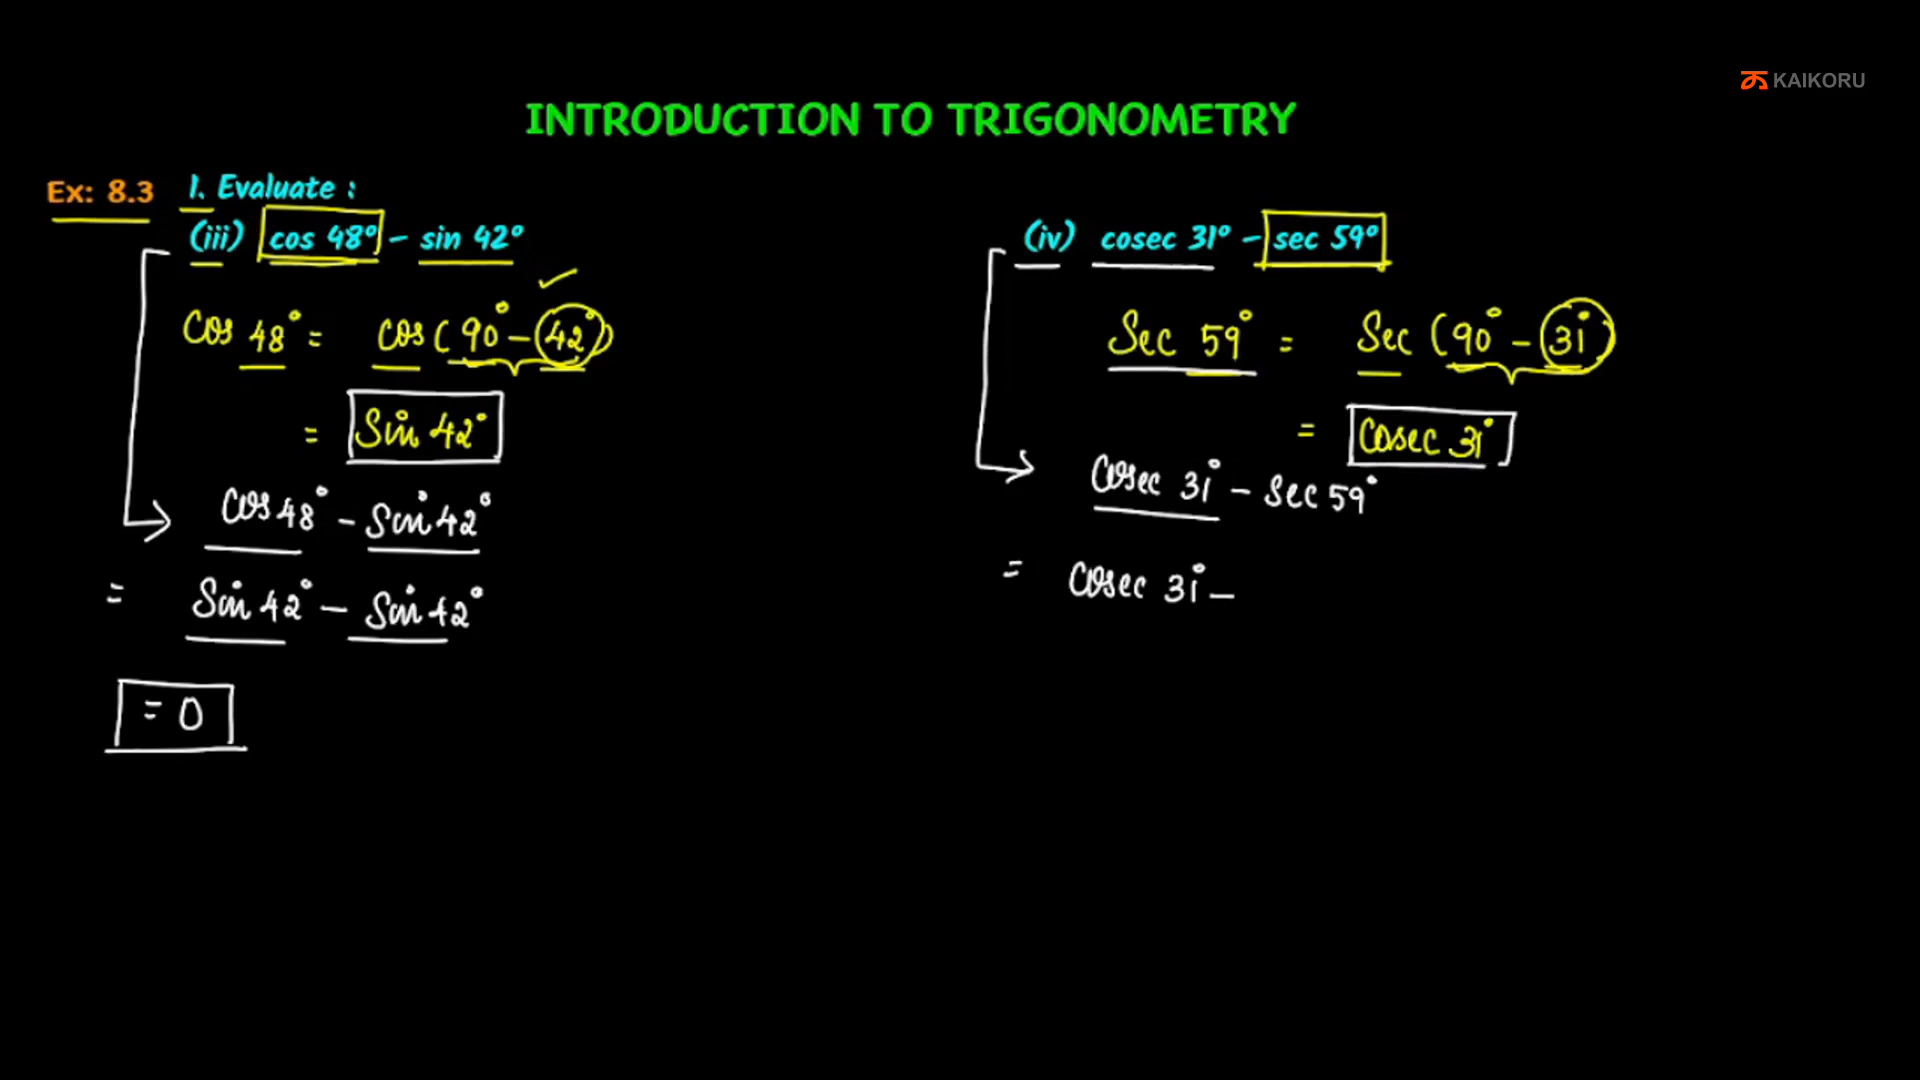 KAIKORU
INTRODUCTION TO TRIGONOMETRY
Ex: 8.3 1. Evaluate :
(iii) cos 48° - sin 42°
Cos 48° = cos (90° - 42°)
= Sin 42°
Cos 48° - Sin 42°
= Sin 42° - Sin 42°
= 0
(iv) cosec 31° - sec 59°
Sec 59° = Sec (90° - 31°)
= Cosec 31°
Cosec 31° - Sec 59°
= Cosec 31° -